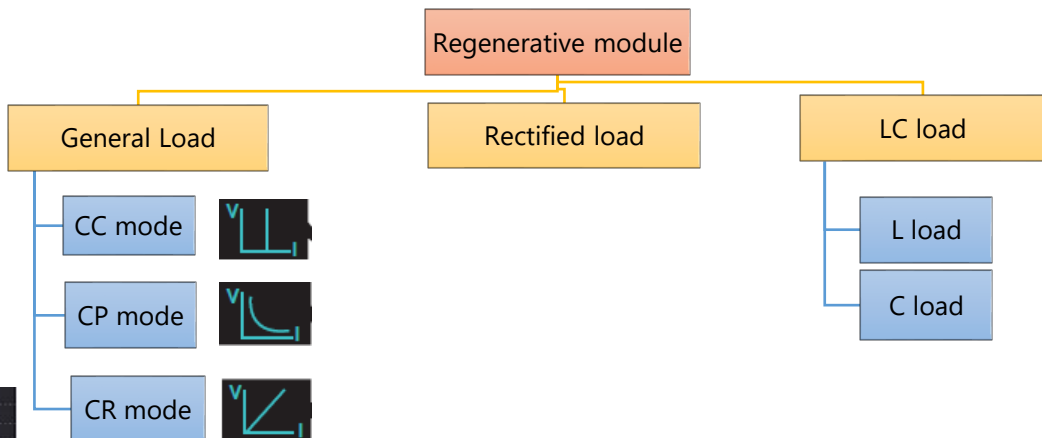 Regenerative module
General Load
Rectified load
LC load
CC mode
V
I
L load
CP mode
V
I
C load
CR mode
V
I